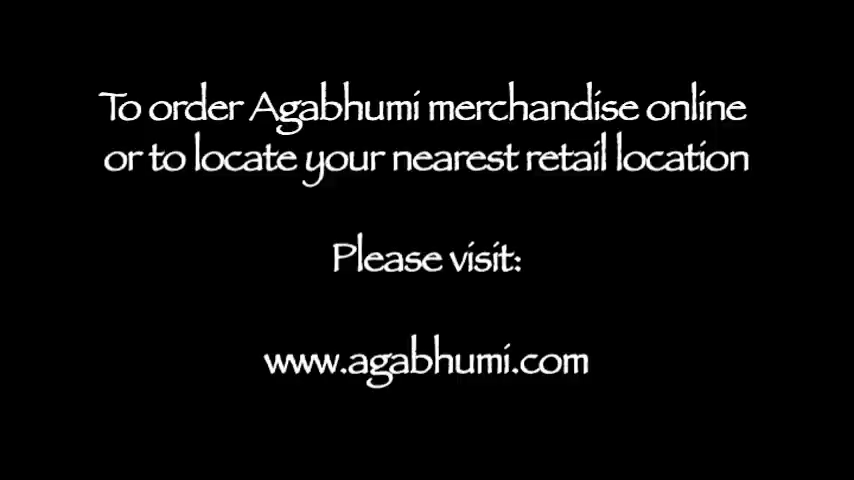 To order Agabhumi merchandise online
or to locate your nearest retail location
Please visit:
www.agabhumi.com